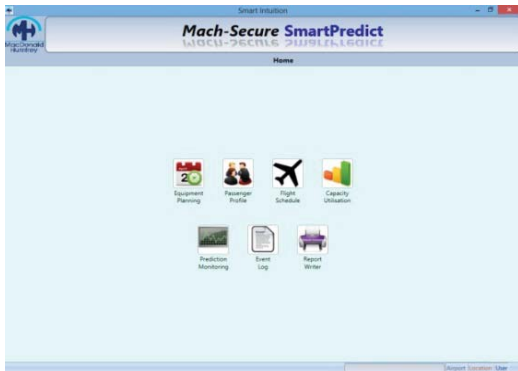 Smart Intuition
MacDonald
Humfrey
Mach-Secure SmartPredict
Home
2
Equipment
Planning
Passenger
Profile
Flight
Schedule
Capacity
Utilisation
Prediction
Monitoring
Event
Log
Report
Writer
Airport Location User